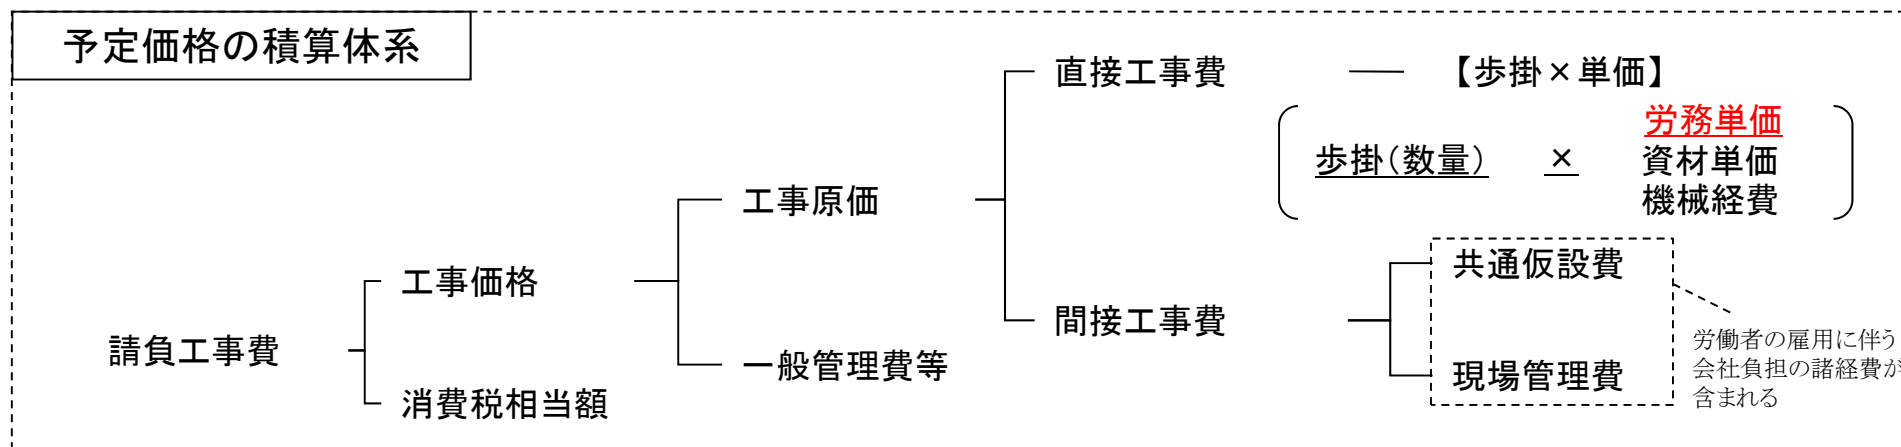 予定価格の積算体系
直接工事費
【歩掛×単価】
労務単価
歩掛(数量) × 資材単価
機械経費
工事原価
共通仮設費
工事価格
間接工事費
請負工事費
労働者の雇用に伴う
会社負担の諸経費が
含まれる
一般管理費等
現場管理費
消費税相当額